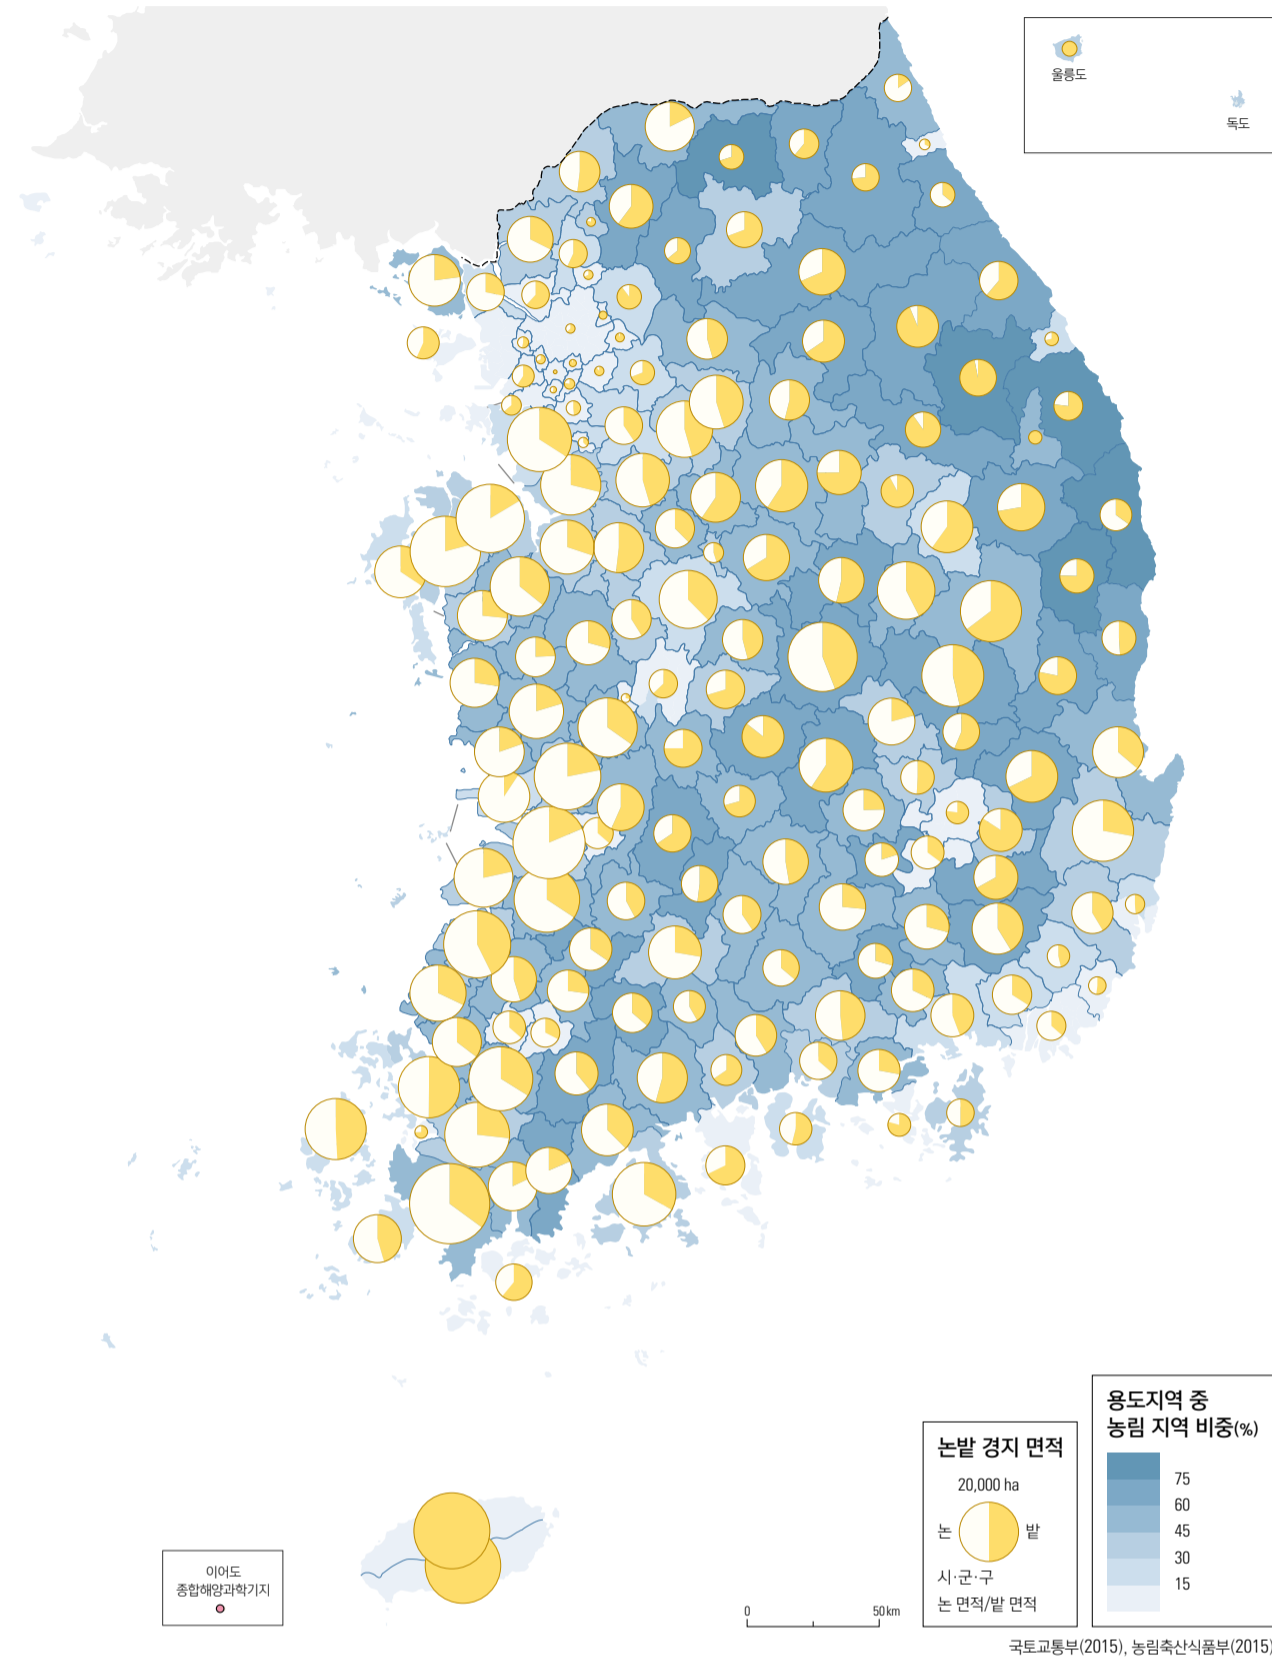 울릉도
독도
이어도
종합해양과학기지
0
50km
논밭 경지 면적
20,000 ha
논
밭
시·군·구
논 면적/밭 면적
용도지역 중
농림 지역 비중(%)
75
60
45
30
15
국토교통부(2015), 농림축산식품부(2015)